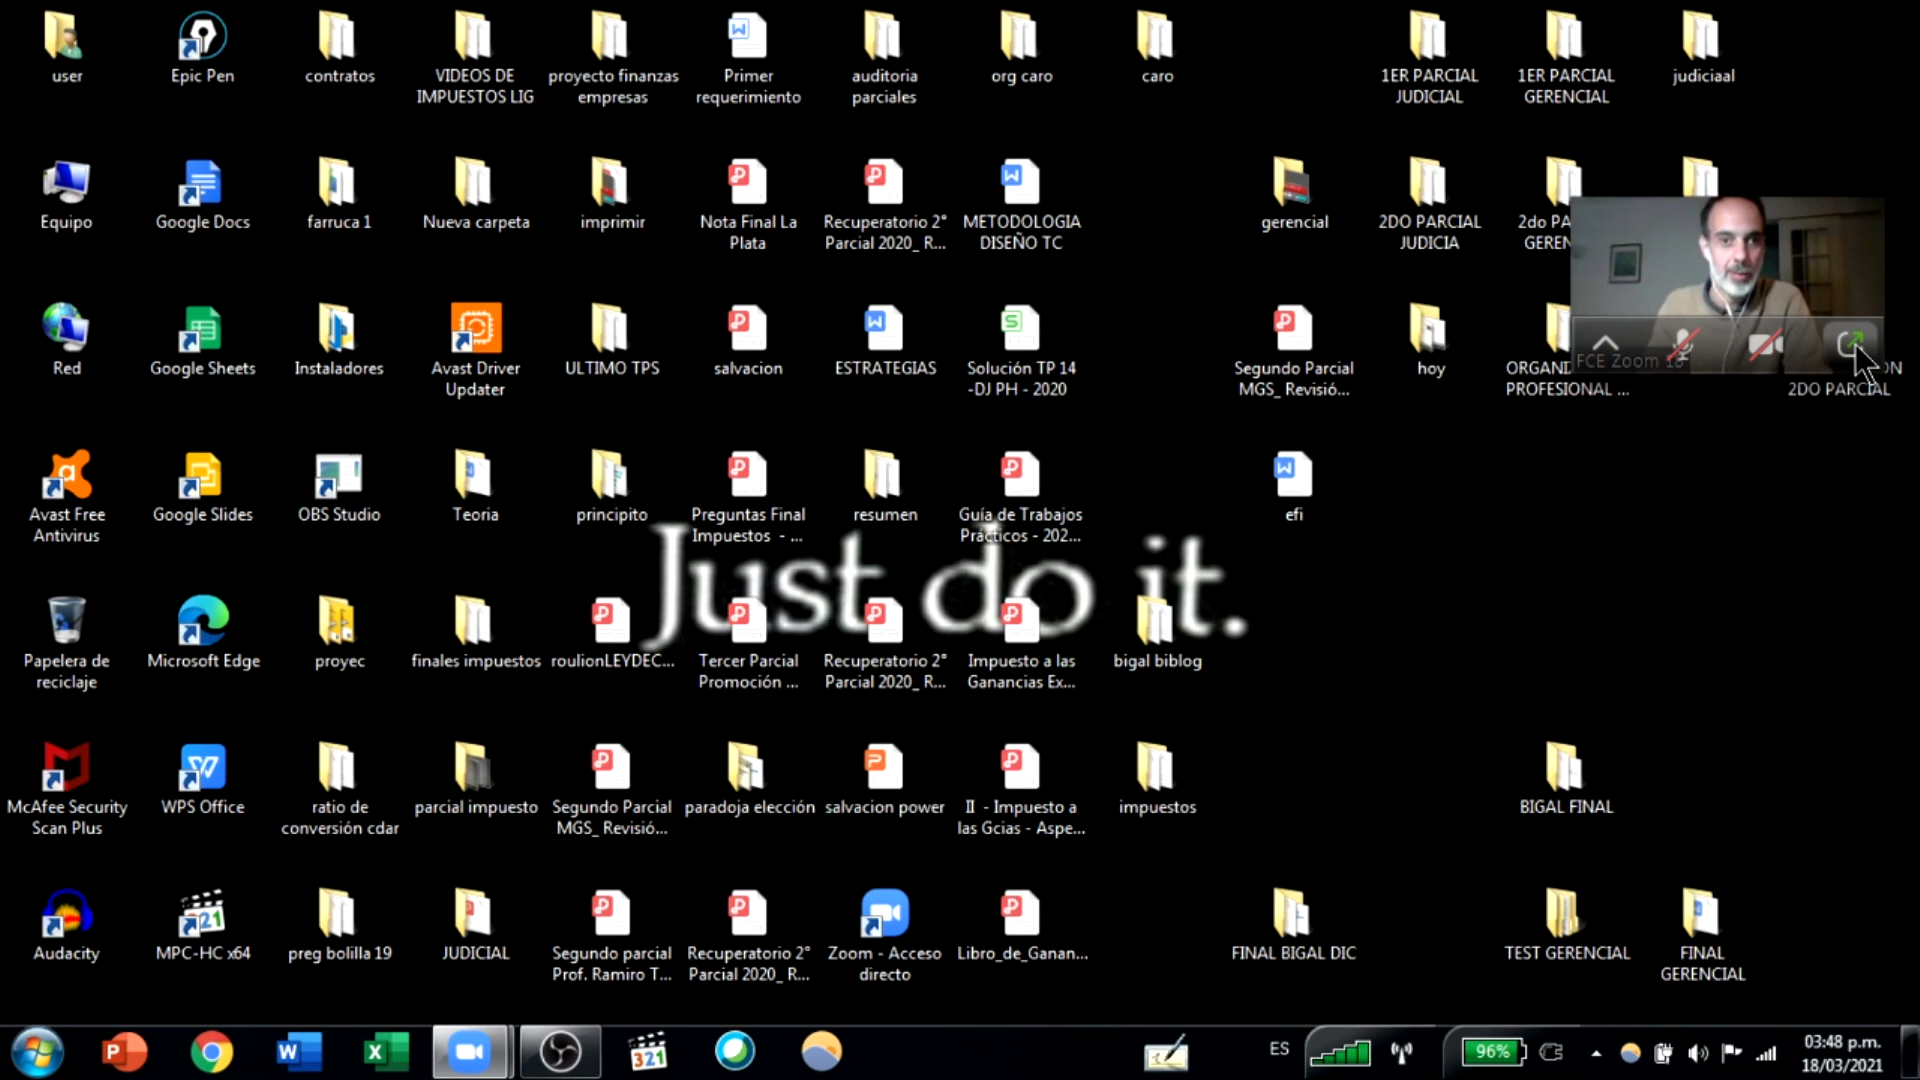 user
Epic Pen
contratos
VIDEOS DE
IMPUESTOS LIG
proyecto finanzas
empresas
Primer
requerimiento
auditoria
parciales
org caro
caro
1ER PARCIAL
JUDICIAL
1ER PARCIAL
GERENCIAL
judiciaal
Equipo
Google Docs
farruca 1
Nueva carpeta
imprimir
Nota Final La
Plata
Recuperatorio 2°
Parcial 2020_ R...
METODOLOGIA
DISEÑO TC
gerencial
2DO PARCIAL
JUDICIA
2do PA
GEREN
Red
Google Sheets
Instaladores
Avast Driver
Updater
ULTIMO TPS
salvacion
ESTRATEGIAS
Solución TP 14
-DJ PH - 2020
Segundo Parcial
MGS_ Revisió...
hoy
ORGANI
PROFESIONAL ...
FCE Zoom 16
ON
2DO PARCIAL
Avast Free
Antivirus
Google Slides
OBS Studio
Teoria
principito
Preguntas Final
Impuestos - ...
resumen
Guía de Trabajos
Prácticos - 202...
efi
Just do it.
Papelera de
reciclaje
Microsoft Edge
proyec
finales impuestos
roulionLEYDEC...
Tercer Parcial
Promoción ...
Recuperatorio 2°
Parcial 2020_ R...
Impuesto a las
Ganancias Ex...
bigal biblog
McAfee Security
Scan Plus
WPS Office
ratio de
conversión cdar
parcial impuesto
Segundo Parcial
MGS_ Revisió...
paradoja elección
salvacion power
II - Impuesto a
las Gcias - Aspe...
impuestos
BIGAL FINAL
Audacity
MPC-HC x64
preg bolilla 19
JUDICIAL
Segundo parcial
Prof. Ramiro T...
Recuperatorio 2°
Parcial 2020_ R...
Zoom - Acceso
directo
Libro_de_Ganan...
FINAL BIGAL DIC
TEST GERENCIAL
FINAL
GERENCIAL
ES
96%
03:48 p.m.
18/03/2021